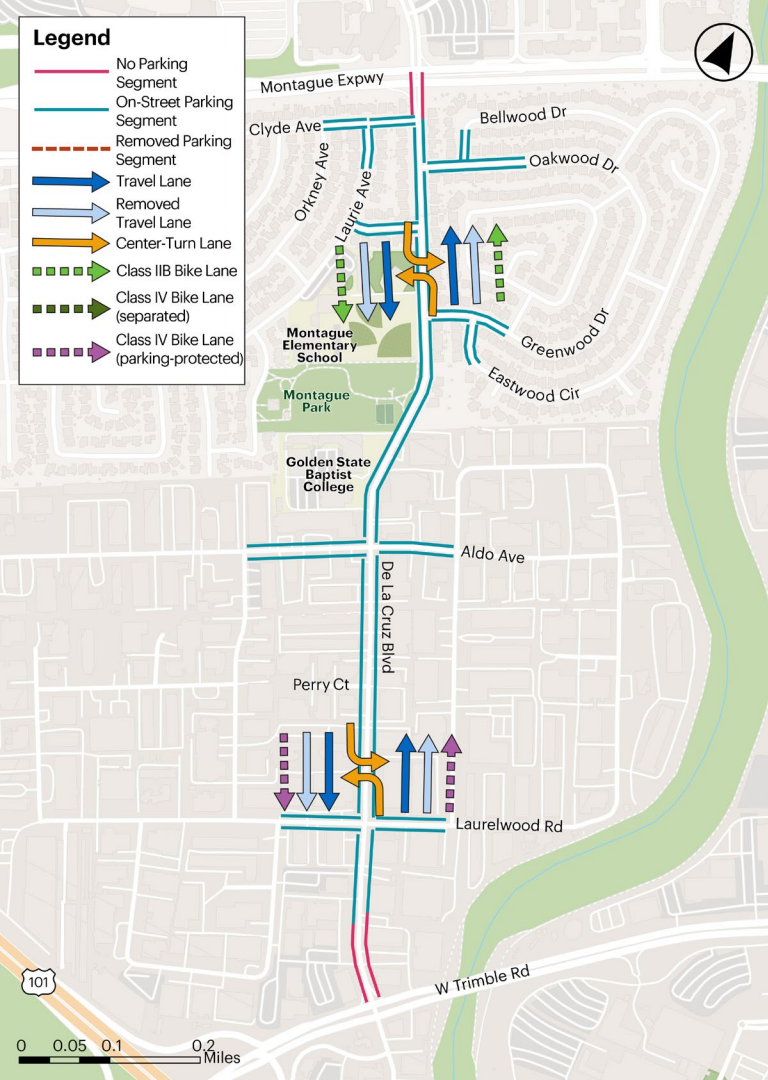 Legend
No Parking
Segment
On-Street Parking
Segment
Removed Parking
Segment
Travel Lane
Removed
Travel Lane
Center-Turn Lane
Class IIB Bike Lane
Class IV Bike Lane
(separated)
Class IV Bike Lane
(parking-protected)
Montague Expwy
Clyde Ave
Bellwood Dr
Oakwood Dr
Orkney Ave
Laurie Ave
Montague
Elementary
School
Greenwood Dr
Eastwood Cir
Montague
Park
Golden State
Baptist
College
Aldo Ave
De La Cruz Blvd
Perry Ct
Laurelwood Rd
W Trimble Rd
101
0 0.05 0.1 0.2
Miles